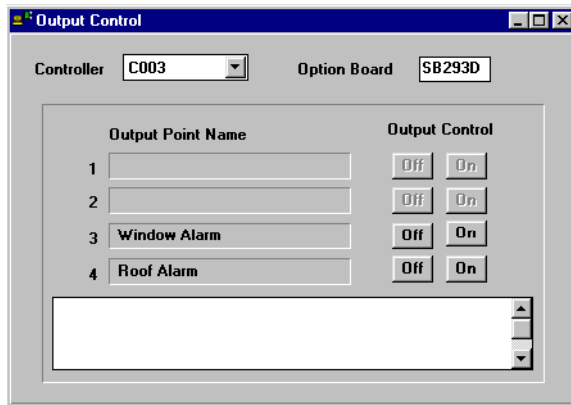 Output Control
Controller C003 Option Board SB293D
Output Point Name Output Control
1 Off On
2 Off On
3 Window Alarm Off On
4 Roof Alarm Off On